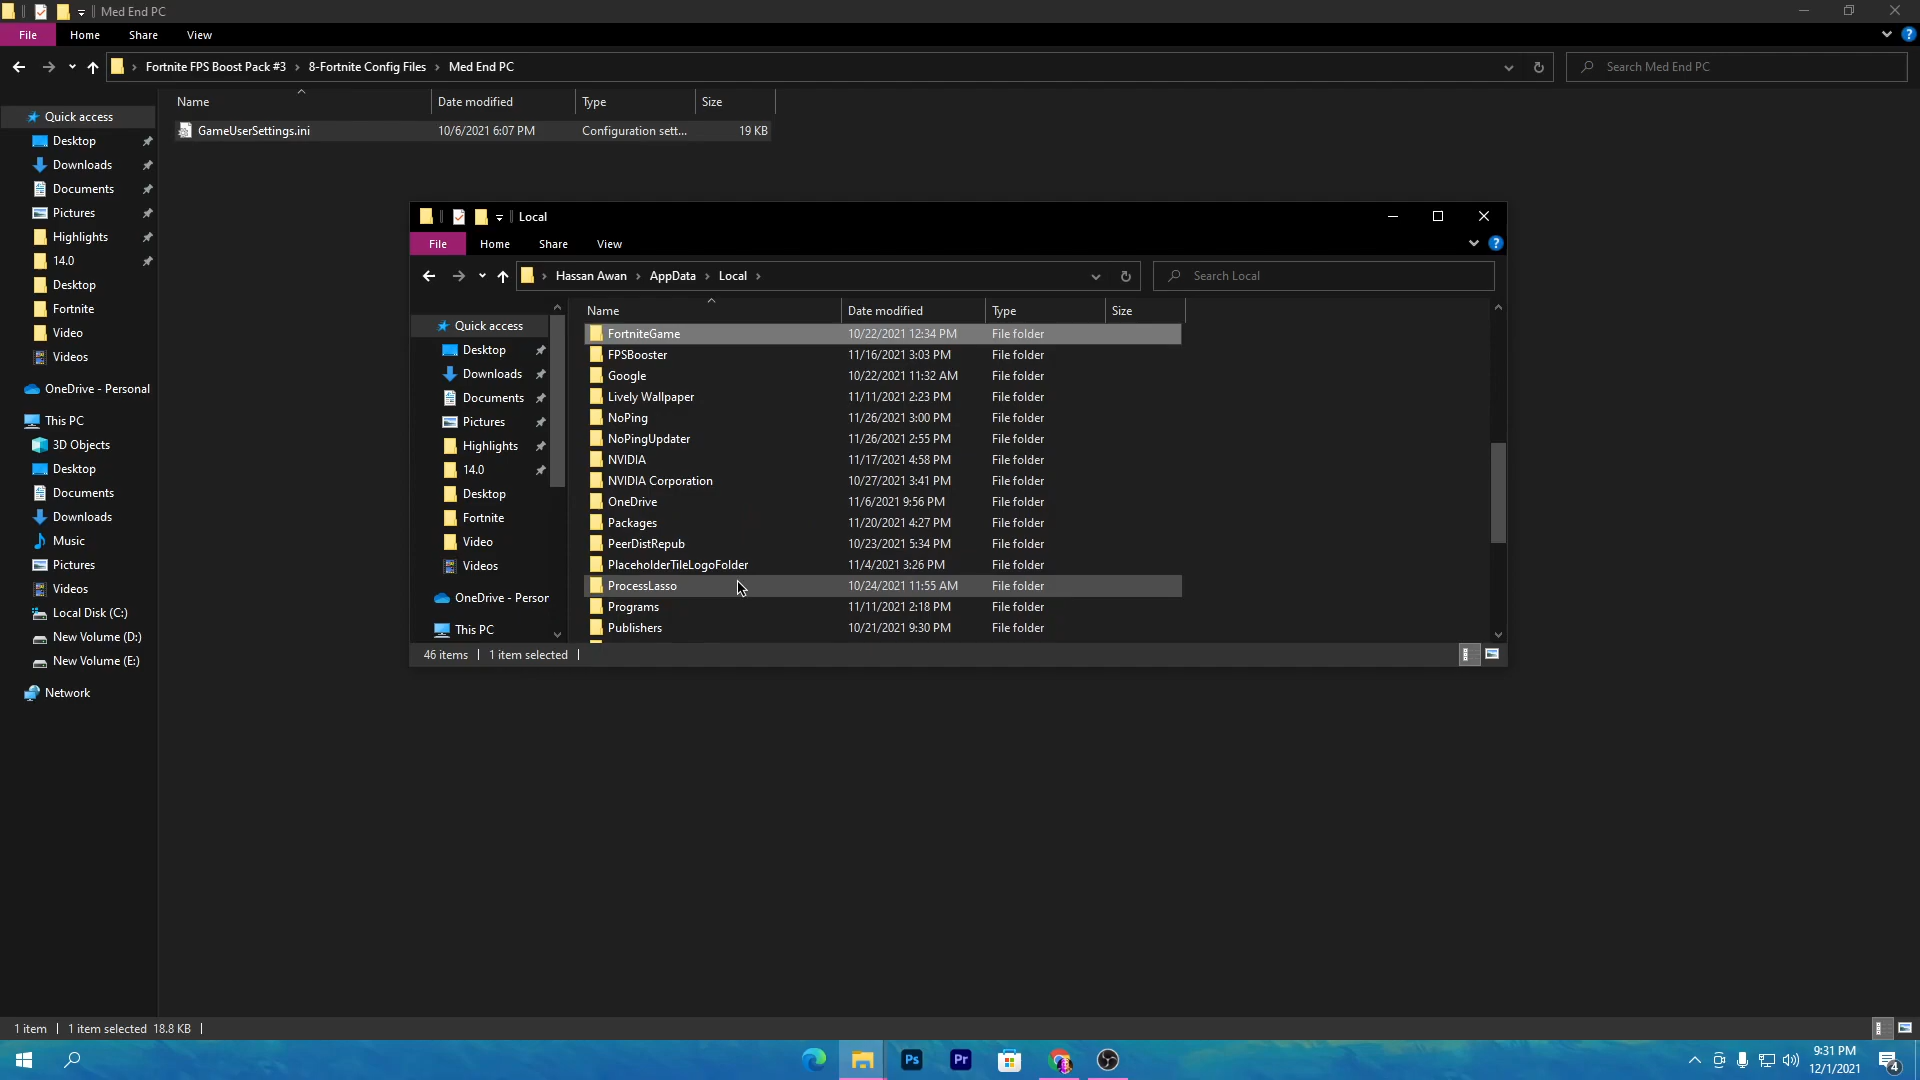 Med End PC
File Home Share View
Fortnite FPS Boost Pack #3 > 8-Fortnite Config Files > Med End PC
Search Med End PC
Name Date modified Type Size
GameUserSettings.ini 10/6/2021 6:07 PM Configuration sett... 19 KB
Quick access
Desktop
Downloads
Documents
Pictures
Highlights
14.0
Desktop
Fortnite
Video
Videos
OneDrive - Personal
This PC
3D Objects
Desktop
Documents
Downloads
Music
Pictures
Videos
Local Disk (C:)
New Volume (D:)
New Volume (E:)
Network
1 item 1 item selected 18.8 KB
Local
File Home Share View
Hassan Awan > AppData > Local >
Search Local
Quick access
Desktop
Downloads
Documents
Pictures
Highlights
14.0
Desktop
Fortnite
Video
Videos
OneDrive - Person
This PC
Name Date modified Type Size
FortniteGame 10/22/2021 12:34 PM File folder
FPSBooster 11/16/2021 3:03 PM File folder
Google 10/22/2021 11:32 AM File folder
Lively Wallpaper 11/11/2021 2:23 PM File folder
NoPing 11/26/2021 3:00 PM File folder
NoPingUpdater 11/26/2021 2:55 PM File folder
NVIDIA 11/17/2021 4:58 PM File folder
NVIDIA Corporation 10/27/2021 3:41 PM File folder
OneDrive 11/6/2021 9:56 PM File folder
Packages 11/20/2021 4:27 PM File folder
PeerDistRepub 10/23/2021 5:34 PM File folder
PlaceholderTileLogoFolder 11/4/2021 3:26 PM File folder
ProcessLasso 10/24/2021 11:55 AM File folder
Programs 11/11/2021 2:18 PM File folder
Publishers 10/21/2021 9:30 PM File folder
46 items 1 item selected
Ps
Pr
9:31 PM
12/1/2021
4